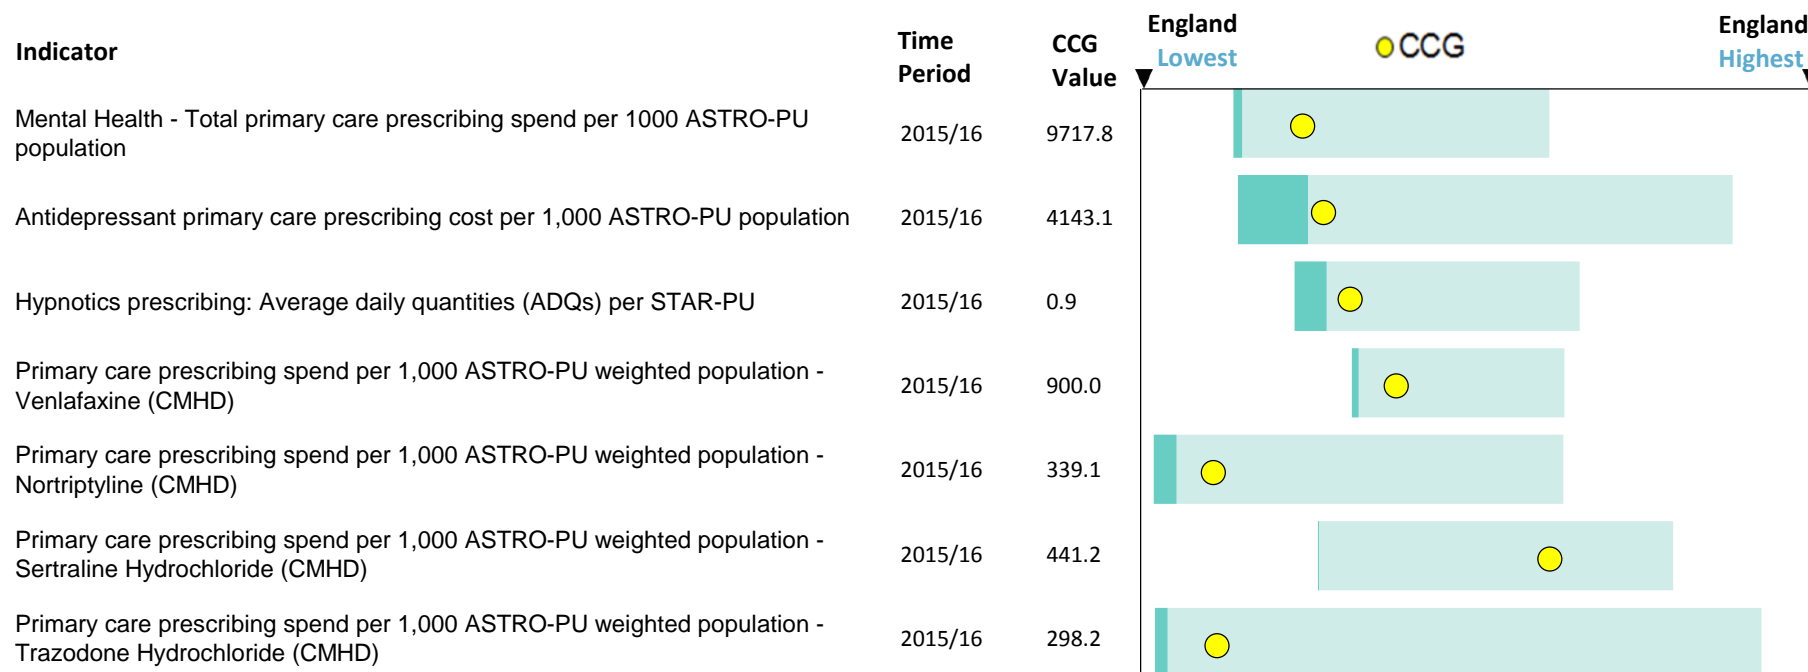 Indicator
Time
Period
CCG
Value
England
Lowest
CCG
England
Highest
Mental Health - Total primary care prescribing spend per 1000 ASTRO-PU
population
2015/16
9717.8
Antidepressant primary care prescribing cost per 1,000 ASTRO-PU population
2015/16
4143.1
Hypnotics prescribing: Average daily quantities (ADQs) per STAR-PU
2015/16
0.9
Primary care prescribing spend per 1,000 ASTRO-PU weighted population -
Venlafaxine (CMHD)
2015/16
900.0
Primary care prescribing spend per 1,000 ASTRO-PU weighted population -
Nortriptyline (CMHD)
2015/16
339.1
Primary care prescribing spend per 1,000 ASTRO-PU weighted population -
Sertraline Hydrochloride (CMHD)
2015/16
441.2
Primary care prescribing spend per 1,000 ASTRO-PU weighted population -
Trazodone Hydrochloride (CMHD)
2015/16
298.2